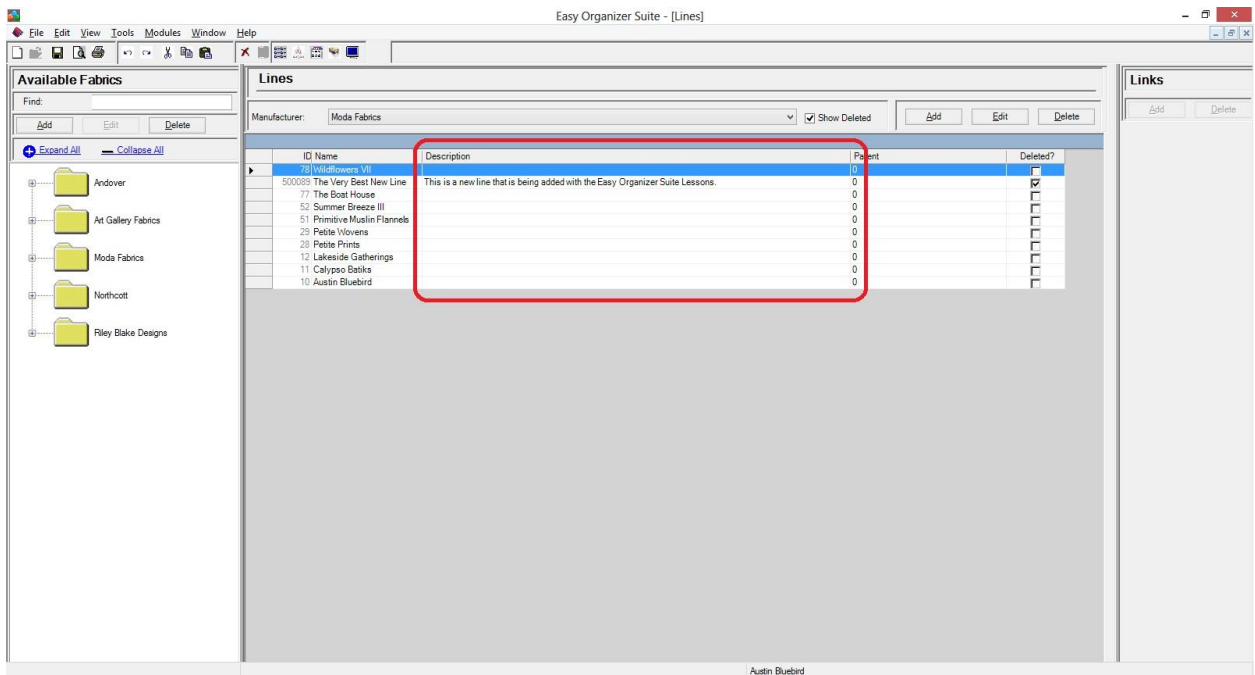 Easy Organizer Suite - [Lines]
File Edit View Tools Modules Window Help
Available Fabrics
Find:
Add Edit Delete
Expand All Collapse All
Andover
Art Gallery Fabrics
Moda Fabrics
Northcott
Riley Blake Designs
Lines
Manufacturer: Moda Fabrics Show Deleted Add Edit Delete
ID Name Description Parent Deleted?
78 Wildflowers VII 0
500089 The Very Best New Line This is a new line that is being added with the Easy Organizer Suite Lessons. 0
77 The Boat House 0
52 Summer Breeze III 0
51 Primitive Muslin Flannels 0
29 Petite Wovens 0
28 Petite Prints 0
12 Lakeside Gatherings 0
11 Calypso Batiks 0
10 Austin Bluebird 0
Links
Add Delete
Austin Bluebird